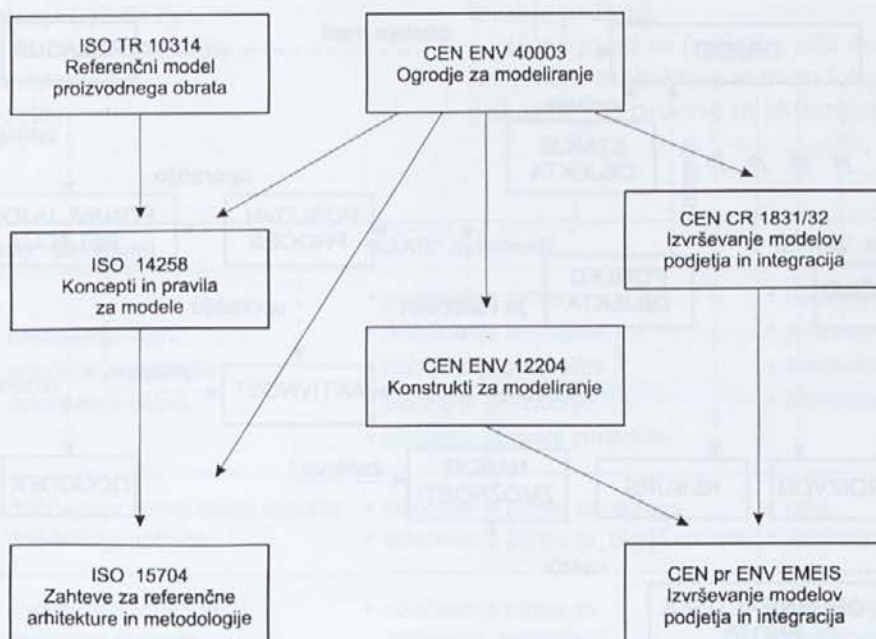 ISO TR 10314
Referenčni model
proizvodnega obrata
CEN ENV 40003
Ogrodje za modeliranje
CEN CR 1831/32
Izvrševanje modelov
podjetja in integracija
ISO 14258
Koncepti in pravila
za modele
CEN ENV 12204
Konstrukti za modeliranje
ISO 15704
Zahteve za referenčne
arhitekture in metodologije
CEN pr ENV EMEIS
Izvrševanje modelov
podjetja in integracija